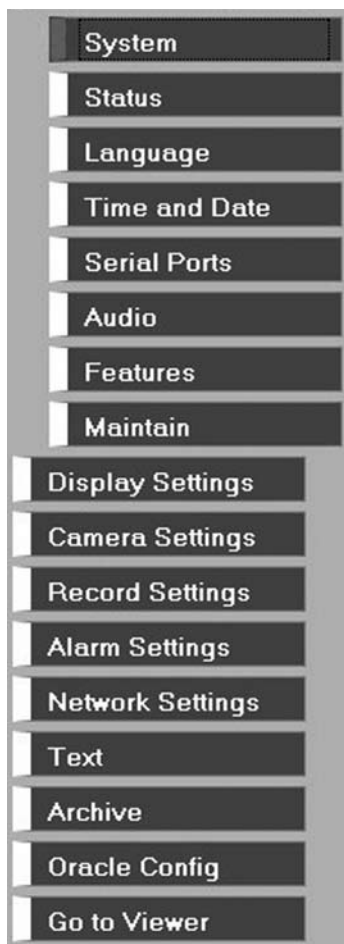 System
Status
Language
Time and Date
Serial Ports
Audio
Features
Maintain
Display Settings
Camera Settings
Record Settings
Alarm Settings
Network Settings
Text
Archive
Oracle Config
Go to Viewer